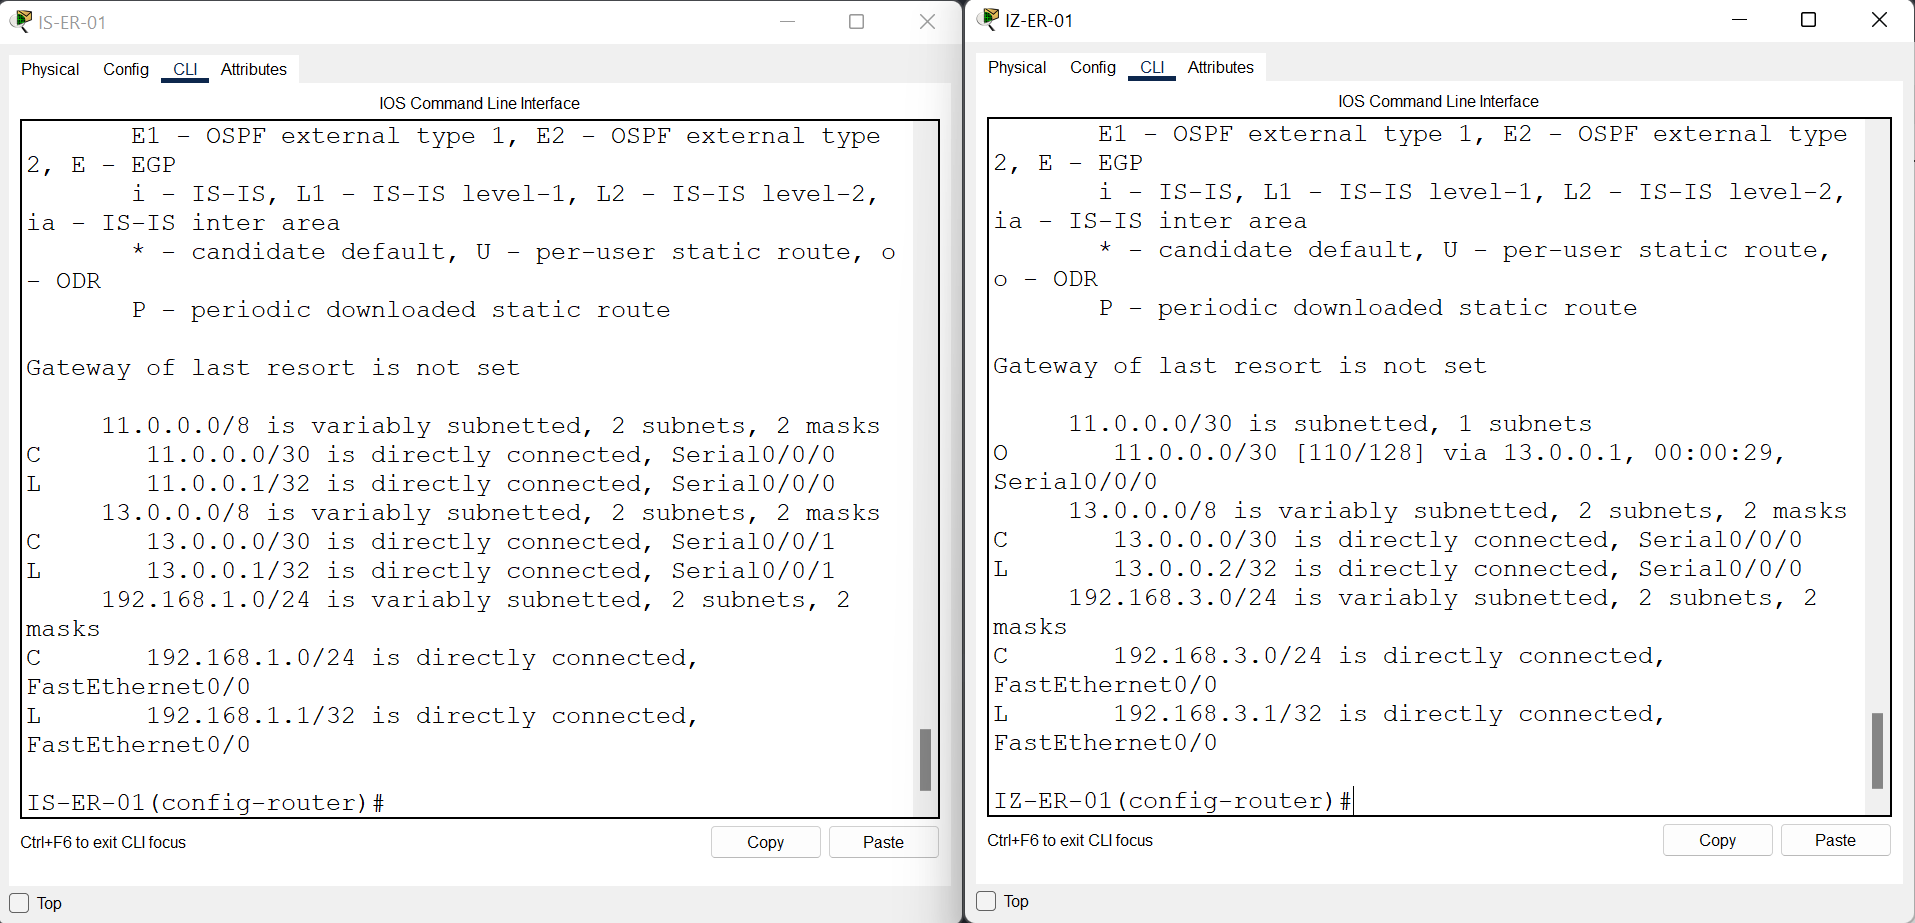 IS-ER-01
Physical Config CLI Attributes
IOS Command Line Interface
E1 - OSPF external type 1, E2 - OSPF external type
2, E - EGP
i - IS-IS, L1 - IS-IS level-1, L2 - IS-IS level-2,
ia - IS-IS inter area
* - candidate default, U - per-user static route, o
- ODR
P - periodic downloaded static route
Gateway of last resort is not set
11.0.0.0/8 is variably subnetted, 2 subnets, 2 masks
C 11.0.0.0/30 is directly connected, Serial0/0/0
L 11.0.0.1/32 is directly connected, Serial0/0/0
13.0.0.0/8 is variably subnetted, 2 subnets, 2 masks
C 13.0.0.0/30 is directly connected, Serial0/0/1
L 13.0.0.1/32 is directly connected, Serial0/0/1
192.168.1.0/24 is variably subnetted, 2 subnets, 2
masks
C 192.168.1.0/24 is directly connected,
FastEthernet0/0
L 192.168.1.1/32 is directly connected,
FastEthernet0/0
IS-ER-01(config-router)#
Ctrl+F6 to exit CLI focus
Copy Paste
Top
IZ-ER-01
Physical Config CLI Attributes
IOS Command Line Interface
E1 - OSPF external type 1, E2 - OSPF external type
2, E - EGP
i - IS-IS, L1 - IS-IS level-1, L2 - IS-IS level-2,
ia - IS-IS inter area
* - candidate default, U - per-user static route,
o - ODR
P - periodic downloaded static route
Gateway of last resort is not set
11.0.0.0/30 is subnetted, 1 subnets
O 11.0.0.0/30 [110/128] via 13.0.0.1, 00:00:29,
Serial0/0/0
13.0.0.0/8 is variably subnetted, 2 subnets, 2 masks
C 13.0.0.0/30 is directly connected, Serial0/0/0
L 13.0.0.2/32 is directly connected, Serial0/0/0
192.168.3.0/24 is variably subnetted, 2 subnets, 2
masks
C 192.168.3.0/24 is directly connected,
FastEthernet0/0
L 192.168.3.1/32 is directly connected,
FastEthernet0/0
IZ-ER-01(config-router)#
Ctrl+F6 to exit CLI focus
Copy Paste
Top